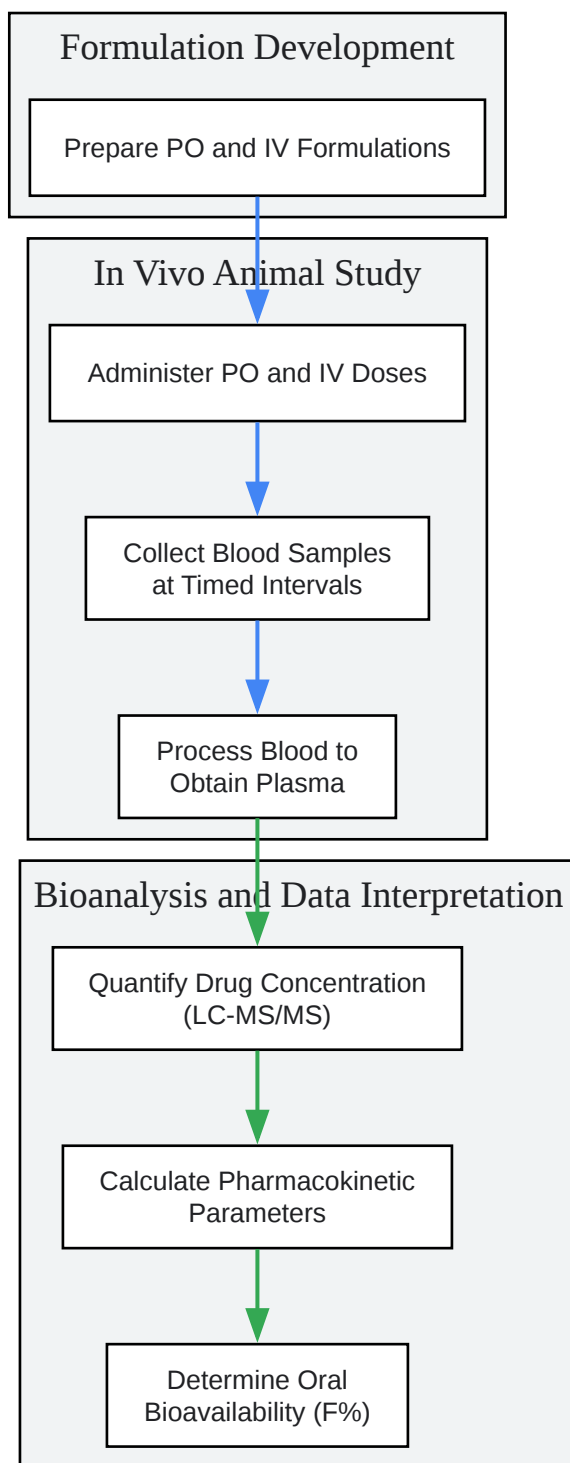 Formulation Development
Prepare PO and IV Formulations
In Vivo Animal Study
Administer PO and IV Doses
Collect Blood Samples
at Timed Intervals
Process Blood to
Obtain Plasma
Bioanalysis and Data Interpretation
Quantify Drug Concentration
(LC-MS/MS)
Calculate Pharmacokinetic
Parameters
Determine Oral
Bioavailability (F%)